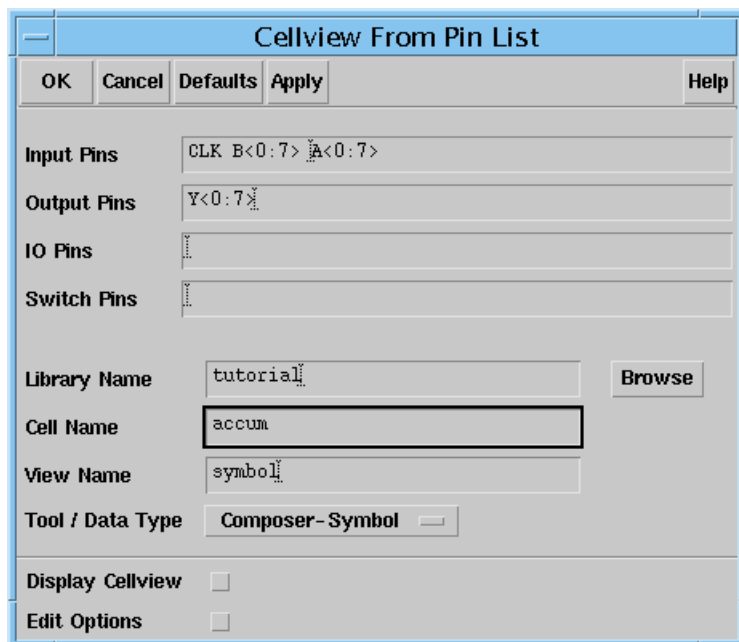 Cellview From Pin List
OK Cancel Defaults Apply Help
Input Pins CLK B<0:7> A<0:7>
Output Pins Y<0:7>
IO Pins
Switch Pins
Library Name tutorial Browse
Cell Name accum
View Name symbol
Tool / Data Type Composer-Symbol
Display Cellview
Edit Options